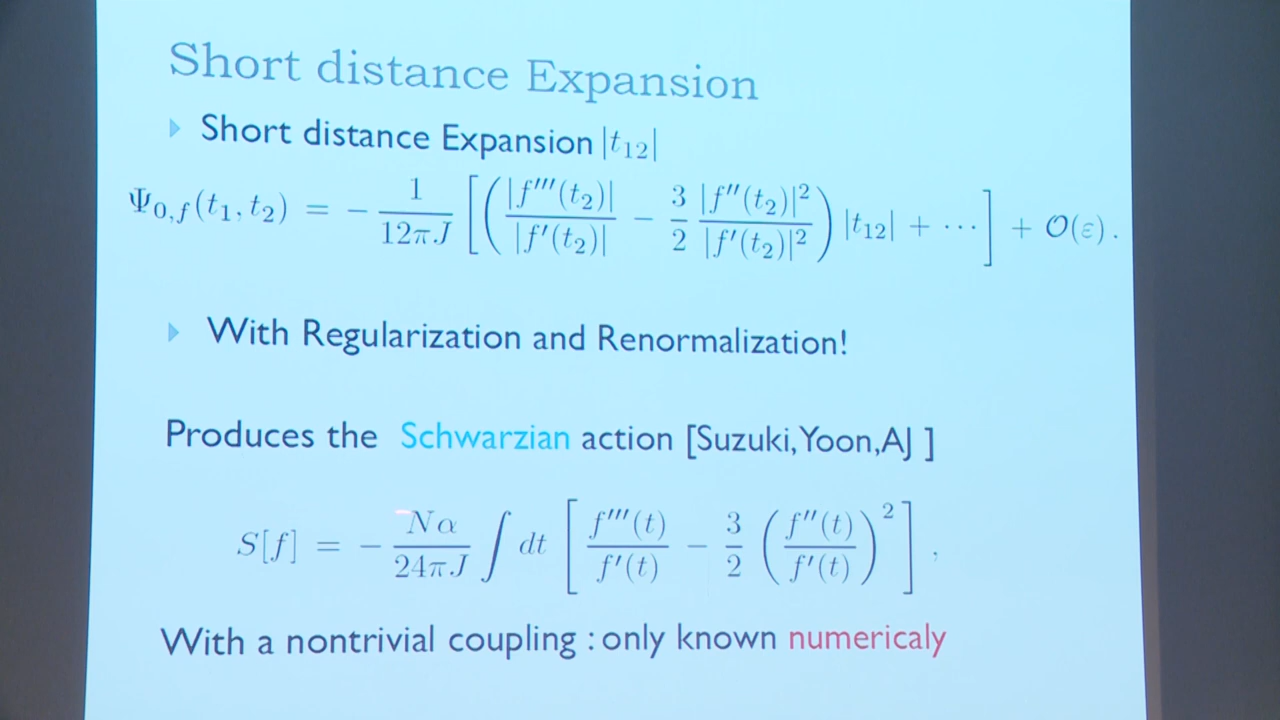 Short distance Expansion
Short distance Expansion |t₁₂|
Ψ₀,f(t₁, t₂) = − 1/(12πJ) [ ( |f′′′(t₂)|/|f′(t₂)| − 3/2 |f′′(t₂)|²/|f′(t₂)|² ) |t₁₂| + ⋯ ] + 𝒪(ε) .
With Regularization and Renormalization!
Produces the Schwarzian action [Suzuki,Yoon,AJ ]
S[f] = − Nα/(24πJ) ∫ dt [ f′′′(t)/f′(t) − 3/2 ( f′′(t)/f′(t) )² ] ,
With a nontrivial coupling : only known numericaly